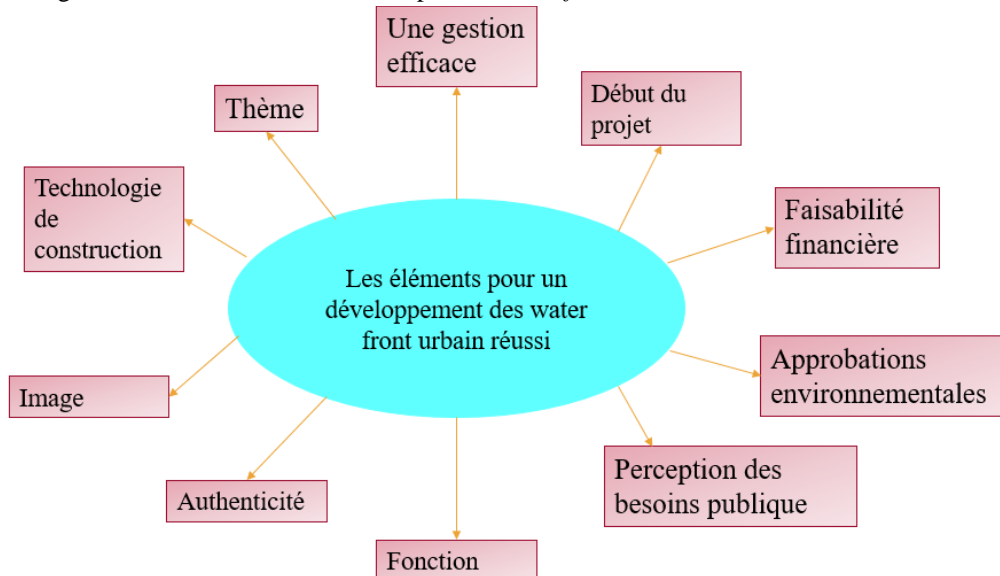 Une gestion
efficace
Début du
projet
Thème
Technologie
de
construction
Faisabilité
financière
Les éléments pour un
développement des water
front urbain réussi
Approbations
environnementales
Image
Perception des
besoins publique
Authenticité
Fonction